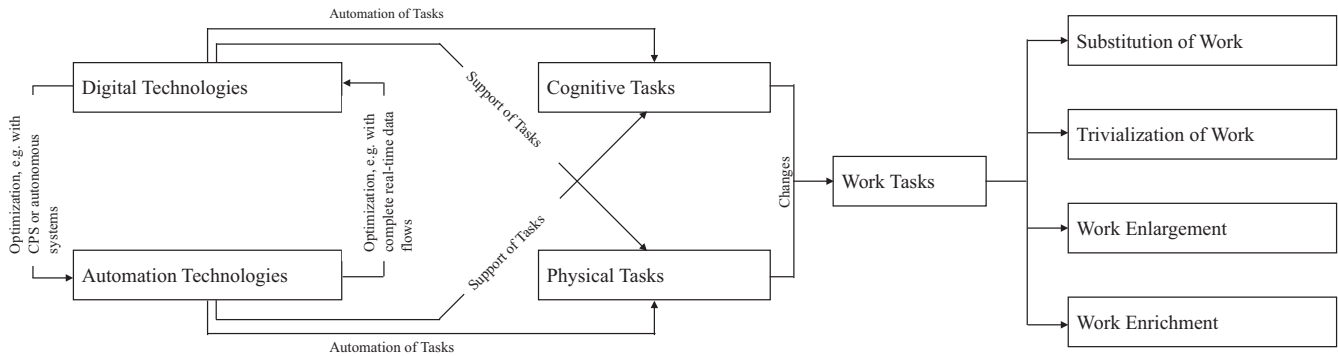 Automation of Tasks
Digital Technologies
Cognitive Tasks
Support of Tasks
Optimization, e.g. with
CPS or autonomous
systems
Optimization, e.g. with
complete real-time data
flows
Support of Tasks
Automation Technologies
Physical Tasks
Automation of Tasks
Changes
Work Tasks
Substitution of Work
Trivialization of Work
Work Enlargement
Work Enrichment